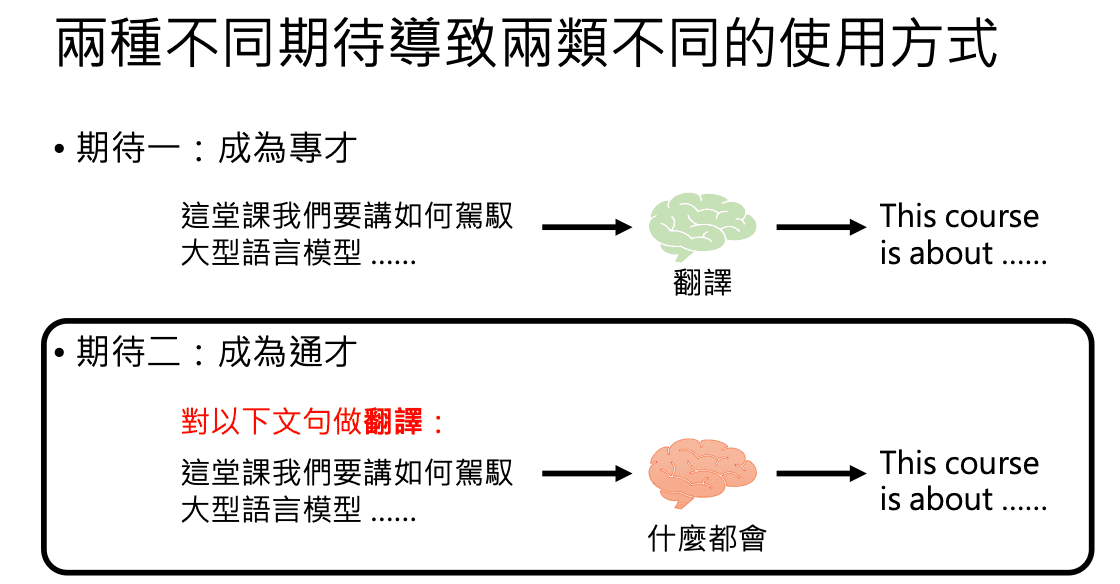 兩種不同期待導致兩類不同的使用方式
• 期待一：成為專才
這堂課我們要講如何駕馭
大型語言模型 ......
翻譯
This course
is about ......
• 期待二：成為通才
對以下文句做翻譯：
這堂課我們要講如何駕馭
大型語言模型 ......
什麼都會
This course
is about ......